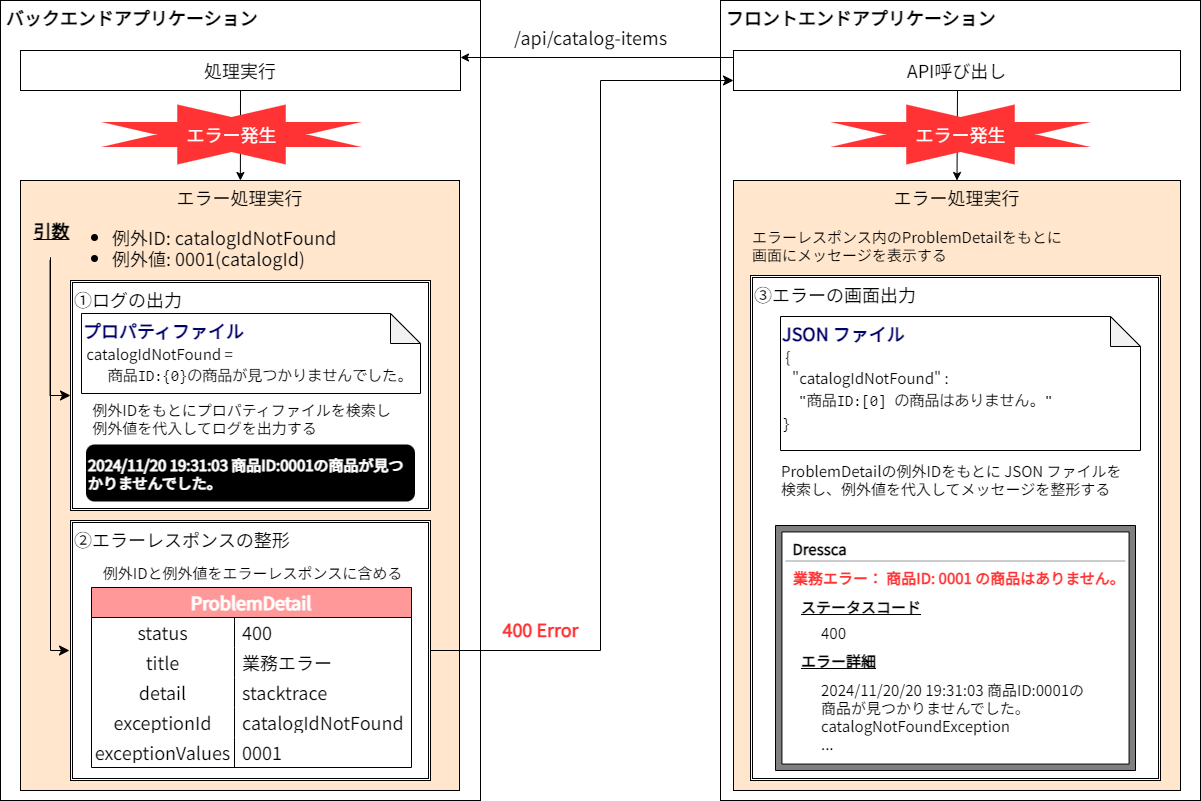 バックエンドアプリケーション
処理実行
エラー発生
エラー処理実行
引数
• 例外ID: catalogIdNotFound
• 例外値: 0001(catalogId)
①ログの出力
プロパティファイル
catalogIdNotFound =
商品ID:{0}の商品が見つかりませんでした。
例外IDをもとにプロパティファイルを検索し
例外値を代入してログを出力する
2024/11/20 19:31:03 商品ID:0001の商品が見つ
かりませんでした。
②エラーレスポンスの整形
例外IDと例外値をエラーレスポンスに含める
ProblemDetail
status 400
title 業務エラー
detail stacktrace
exceptionId catalogIdNotFound
exceptionValues 0001
/api/catalog-items
400 Error
フロントエンドアプリケーション
API呼び出し
エラー発生
エラー処理実行
エラーレスポンス内のProblemDetailをもとに
画面にメッセージを表示する
③エラーの画面出力
JSON ファイル
{
"catalogIdNotFound" :
"商品ID:[0] の商品はありません。"
}
ProblemDetailの例外IDをもとに JSON ファイルを
検索し、例外値を代入してメッセージを整形する
Dressca
業務エラー： 商品ID: 0001 の商品はありません。
ステータスコード
400
エラー詳細
2024/11/20/20 19:31:03 商品ID:0001の
商品が見つかりませんでした。
catalogNotFoundException
...